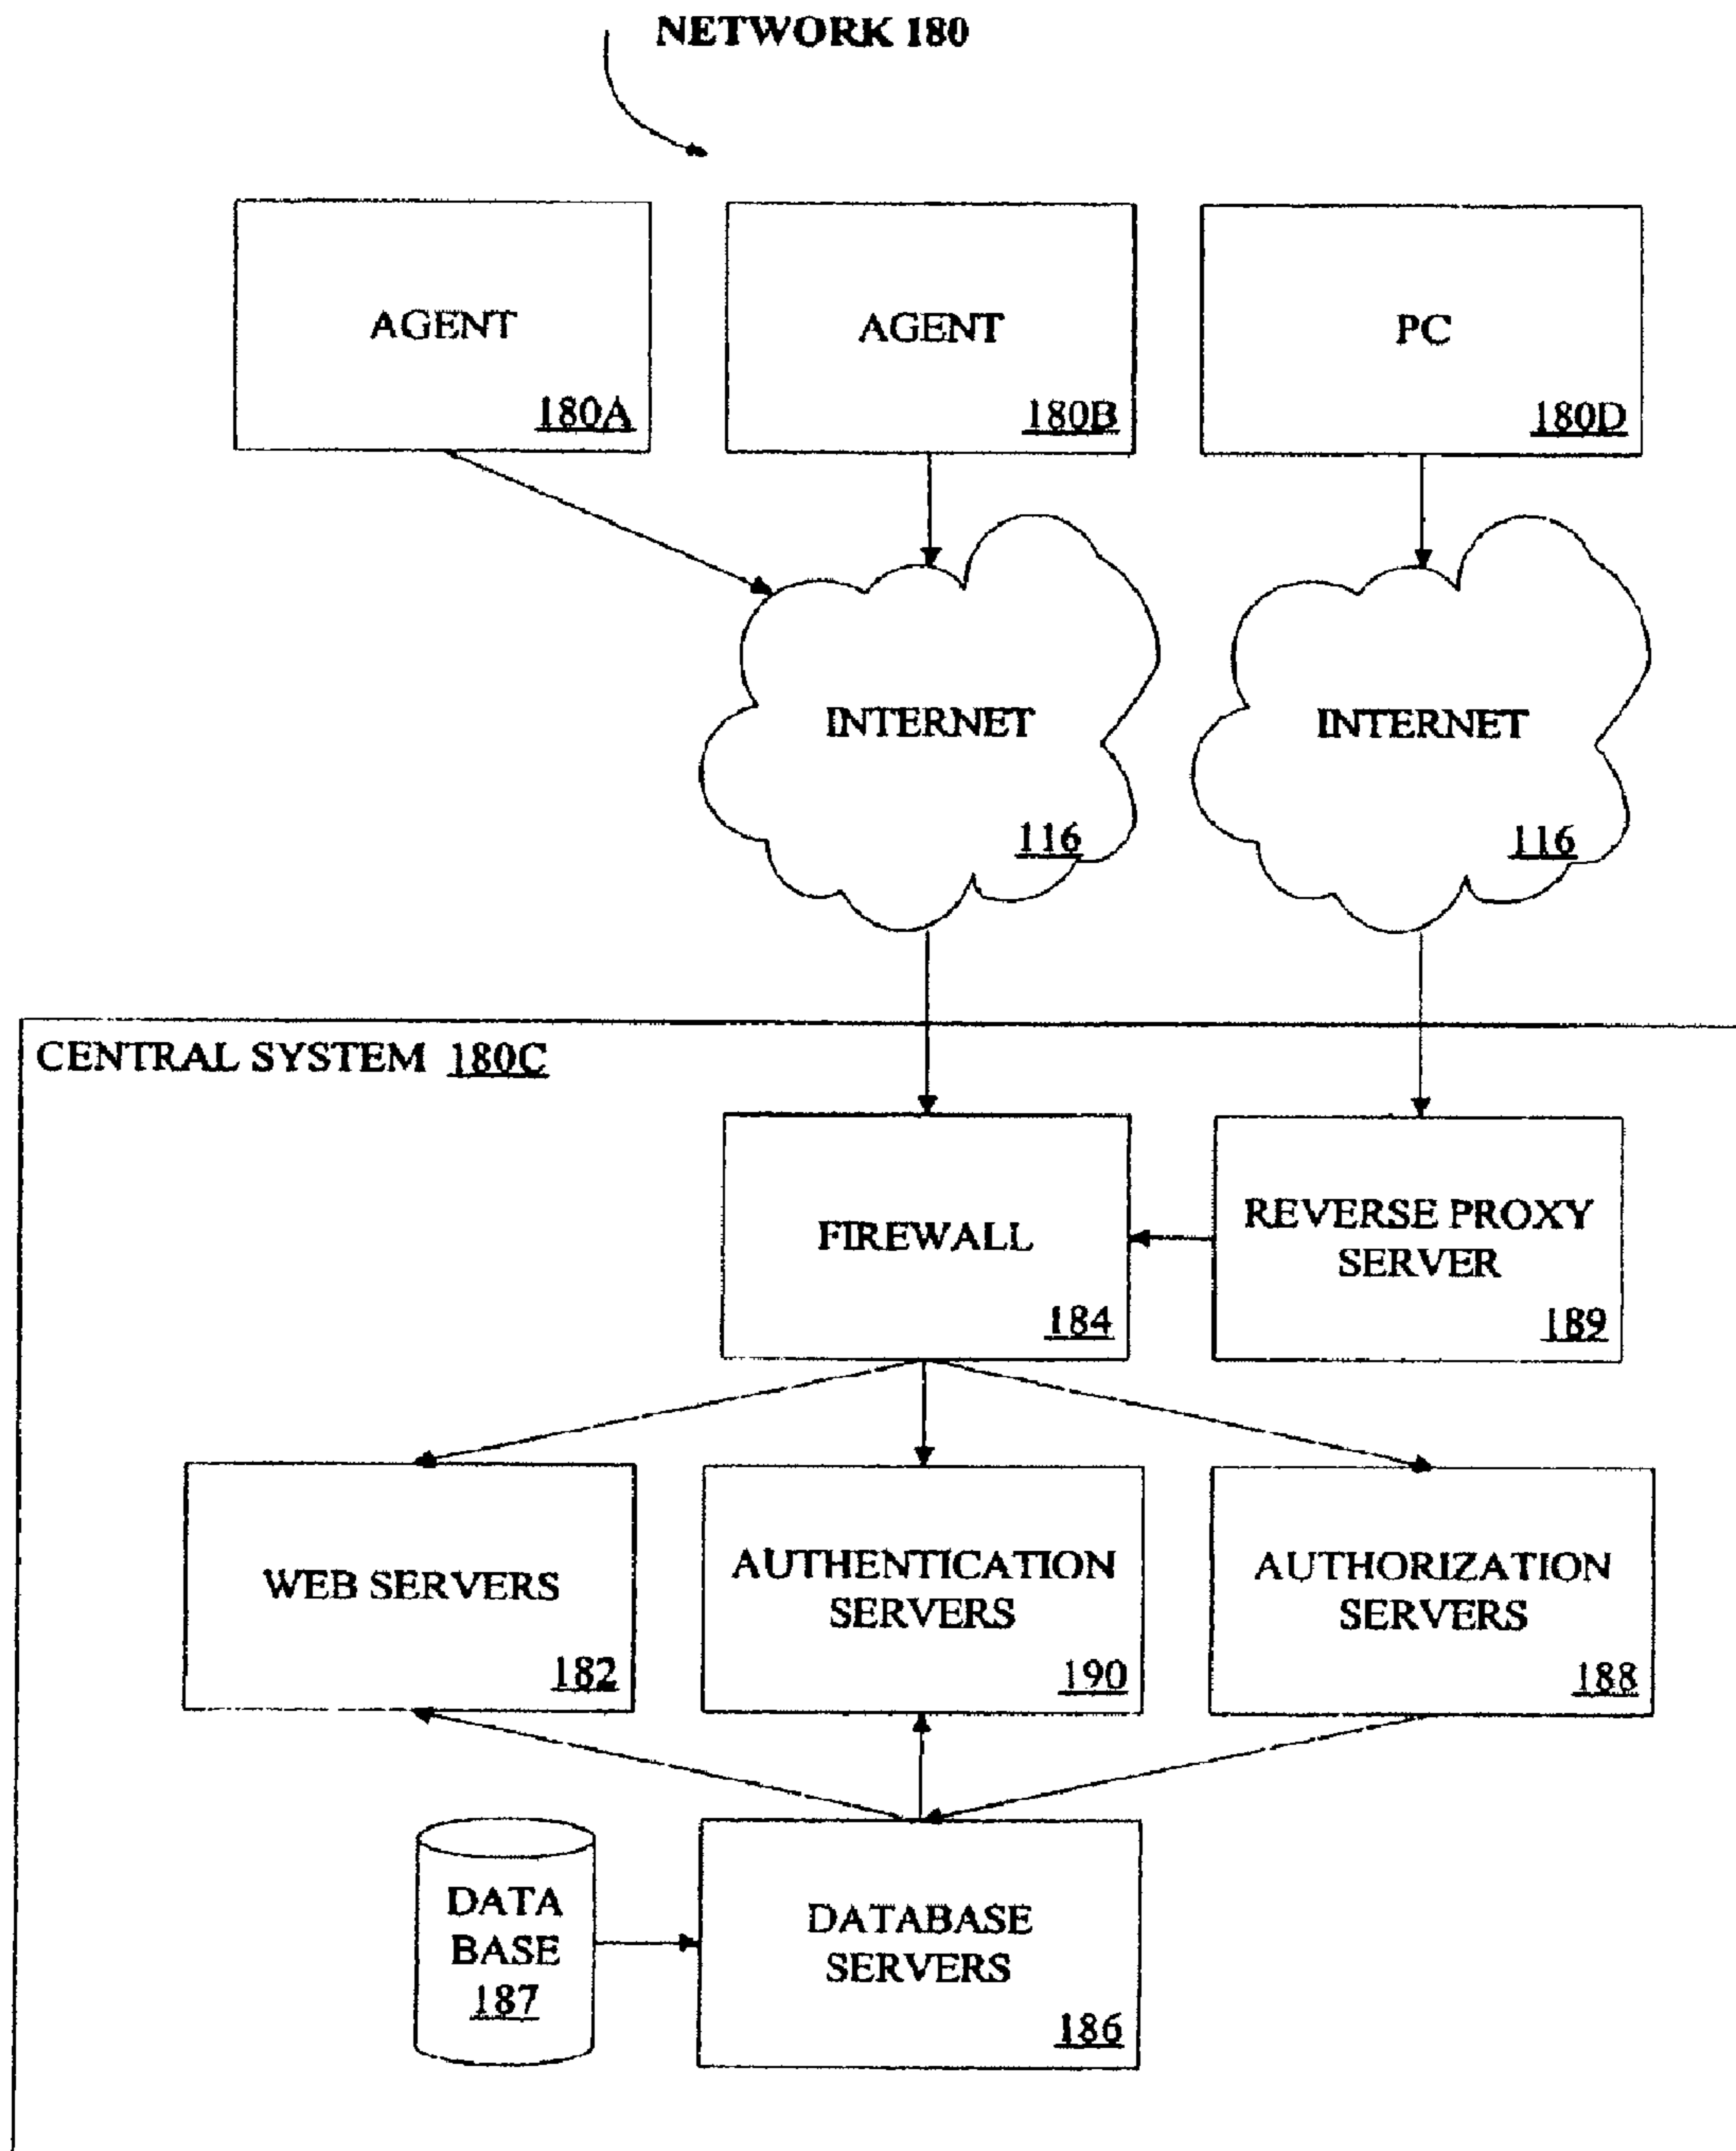 NETWORK 180
AGENT
180A
AGENT
180B
PC
180D
INTERNET
116
INTERNET
116
CENTRAL SYSTEM 180C
FIREWALL
184
REVERSE PROXY
SERVER
189
WEB SERVERS
182
AUTHENTICATION
SERVERS
190
AUTHORIZATION
SERVERS
188
DATA
BASE
187
DATABASE
SERVERS
186